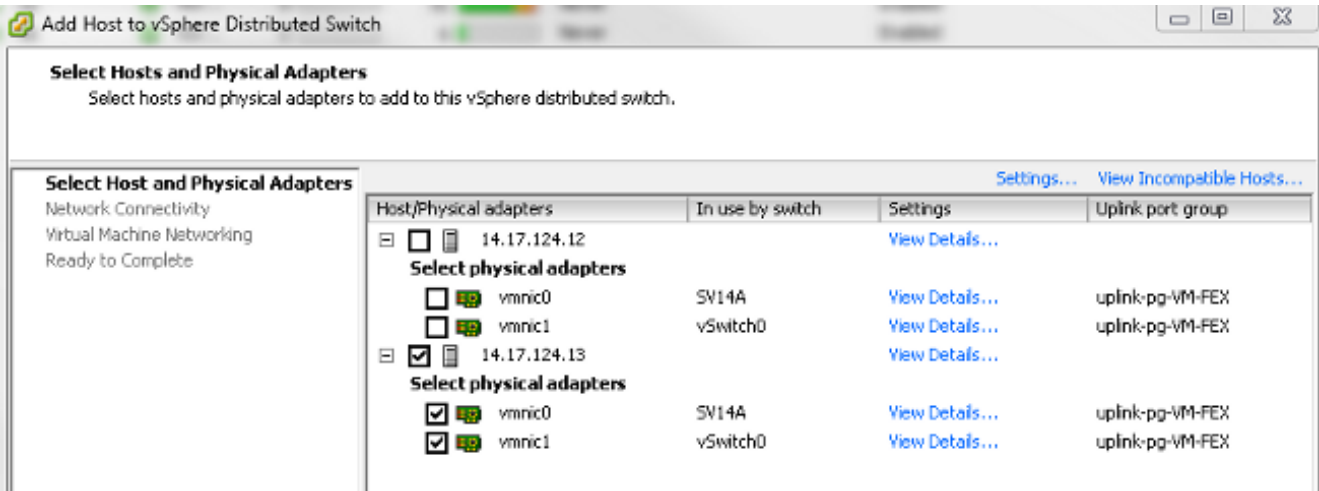 Add Host to vSphere Distributed Switch
Select Hosts and Physical Adapters
Select hosts and physical adapters to add to this vSphere distributed switch.
Select Host and Physical Adapters
Network Connectivity
Virtual Machine Networking
Ready to Complete
Settings... View Incompatible Hosts...
Host/Physical adapters In use by switch Settings Uplink port group
14.17.124.12 View Details...
Select physical adapters
vmnic0 SV14A View Details... uplink-pg-VM-FEX
vmnic1 vSwitch0 View Details... uplink-pg-VM-FEX
14.17.124.13 View Details...
Select physical adapters
vmnic0 SV14A View Details... uplink-pg-VM-FEX
vmnic1 vSwitch0 View Details... uplink-pg-VM-FEX